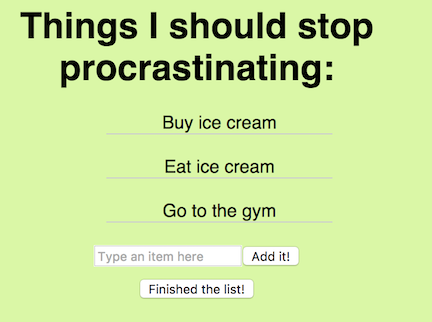 Things I should stop
procrastinating:
Buy ice cream
Eat ice cream
Go to the gym
Type an item here Add it!
Finished the list!